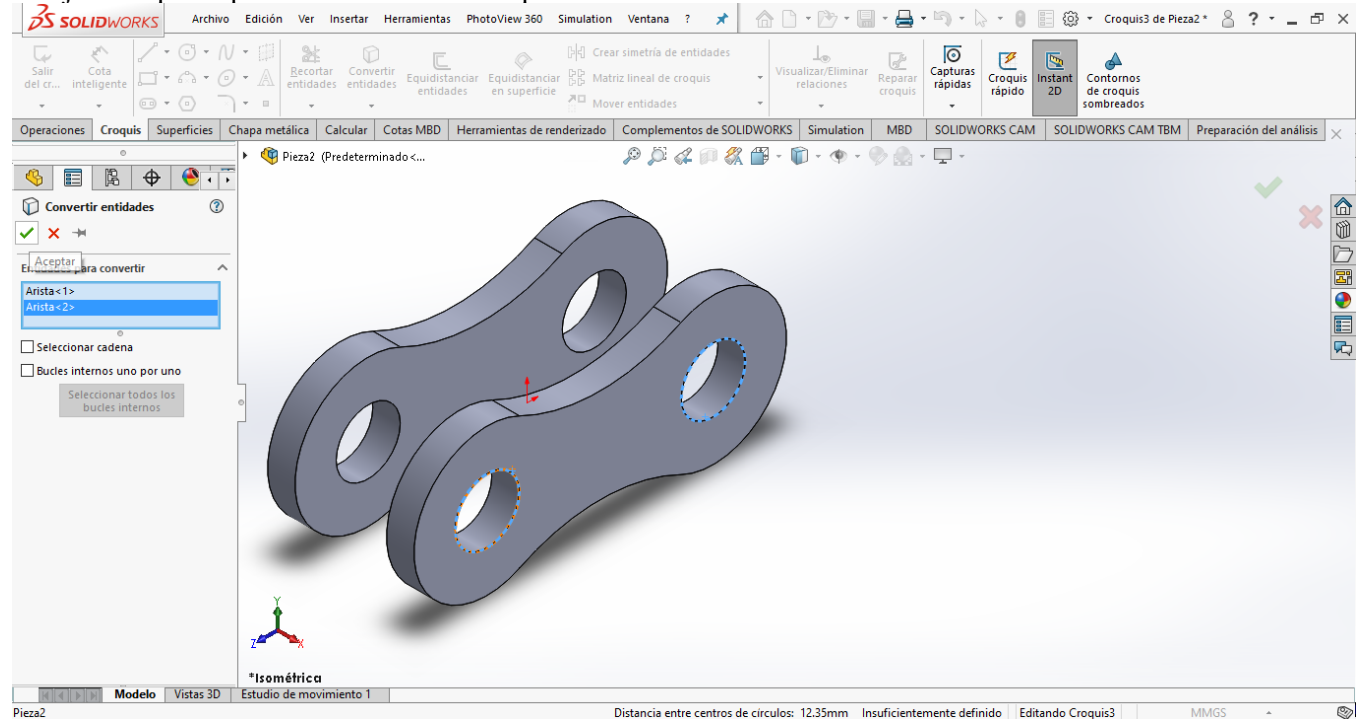 SOLIDWORKS
Archivo Edición Ver Insertar Herramientas PhotoView 360 Simulation Ventana ?
Croquis3 de Pieza2 *
Salir del cr...
Cota inteligente
Recortar entidades
Convertir entidades
Equidistanciar entidades
Equidistanciar en superficie
Crear simetría de entidades
Matriz lineal de croquis
Mover entidades
Visualizar/Eliminar relaciones
Reparar croquis
Capturas rápidas
Croquis rápido
Instant 2D
Contornos de croquis sombreados
Operaciones Croquis Superficies Chapa metálica Calcular Cotas MBD Herramientas de renderizado Complementos de SOLIDWORKS Simulation MBD SOLIDWORKS CAM SOLIDWORKS CAM TBM Preparación del análisis
Pieza2 (Predeterminado<...
Convertir entidades
Aceptar
para convertir
Arista<1>
Arista<2>
Seleccionar cadena
Bucles internos uno por uno
Seleccionar todos los
bucles internos
Y
Z
X
*Isométrica
Modelo Vistas 3D Estudio de movimiento 1
Pieza2 Distancia entre centros de círculos: 12.35mm Insuficientemente definido Editando Croquis3 MMGS